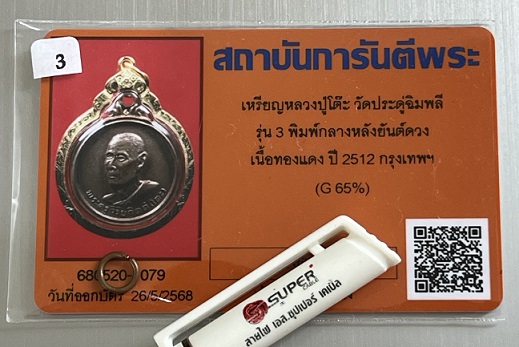 3
สถาบันการันตีพระ
เหรียญหลวงปู่โต๊ะ วัดประดู่ฉิมพลี
รุ่น 3 พิมพ์กลางหลังยันต์ดวง
เนื้อทองแดง ปี 2512 กรุงเทพฯ
(G 65%)
680520- 079
วันที่ออกบัตร 26/5/2568
SUPER
CABLE
สายไฟ เอส.ซุปเปอร์ เคเบิ้ล